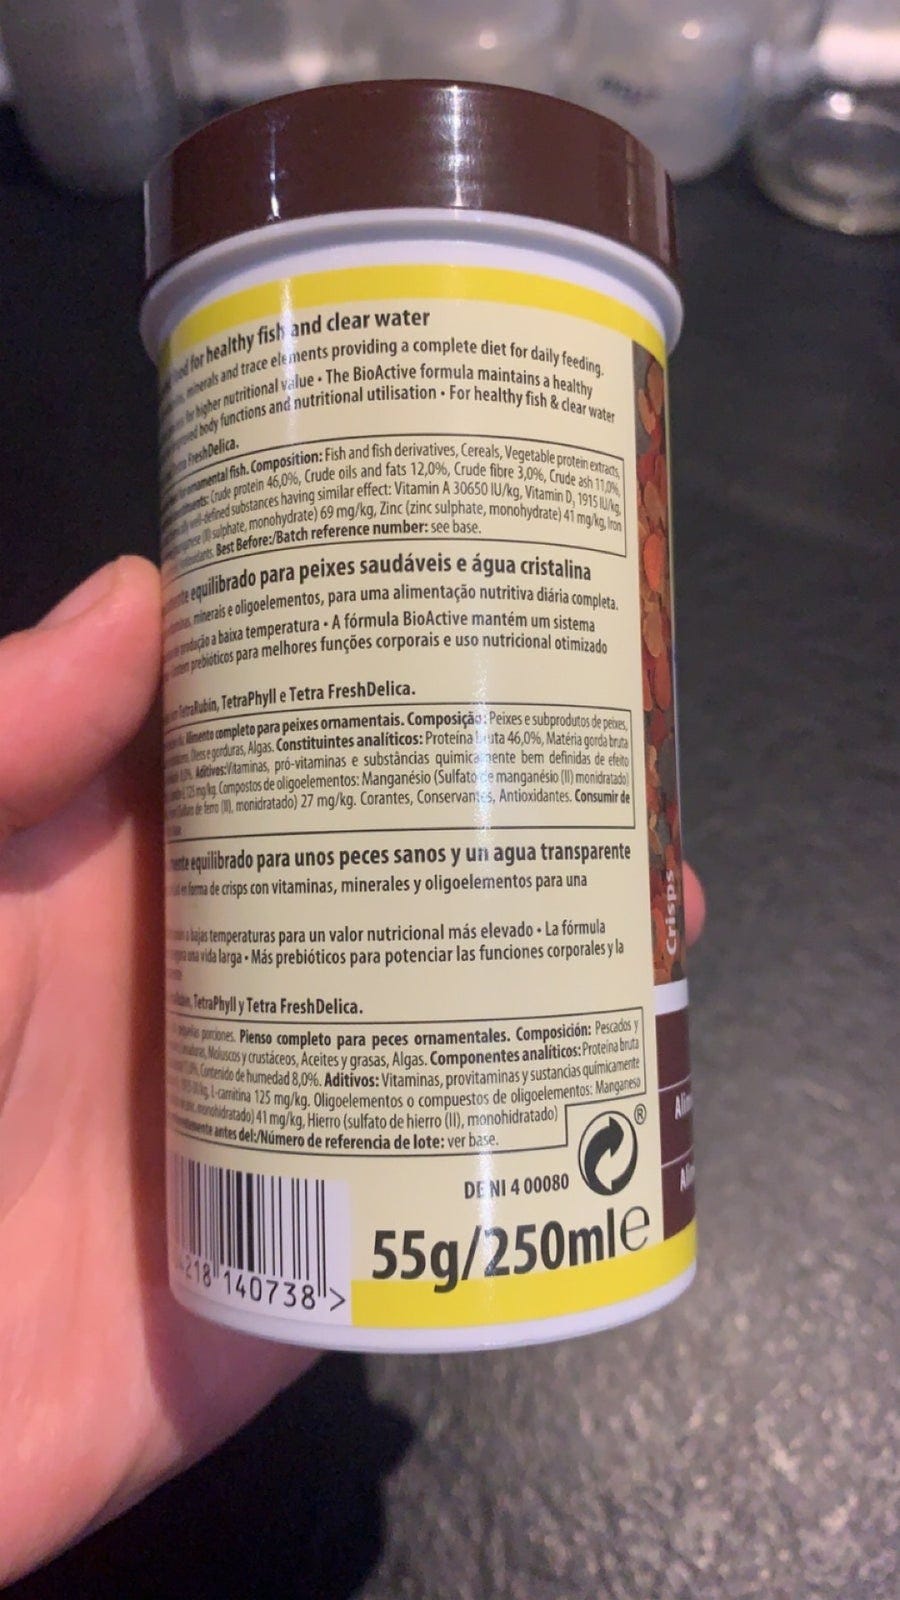 for healthy fish and clear water
minerals and trace elements providing a complete diet for daily feeding.
for higher nutritional value • The BioActive formula maintains a healthy
body functions and nutritional utilisation • For healthy fish & clear water
FreshDelica.
ornamental fish. Composition: Fish and fish derivatives, Cereals, Vegetable protein extracts,
Crude protein 46,0%, Crude oils and fats 12,0%, Crude fibre 3,0%, Crude ash 11,0%,
well-defined substances having similar effect: Vitamin A 30650 IU/kg, Vitamin D, 1915 IU/kg,
sulphate, monohydrate) 69 mg/kg, Zinc (zinc sulphate, monohydrate) 41 mg/kg, Iron
Best Before:/Batch reference number: see base.
equilibrado para peixes saudáveis e água cristalina
minerais e oligoelementos, para uma alimentação nutritiva diária completa.
a baixa temperatura • A fórmula BioActive mantém um sistema
prebióticos para melhores funções corporais e uso nutricional otimizado
TetraRubin, TetraPhyll e Tetra FreshDelica.
Alimento completo para peixes ornamentais. Composição: Peixes e subprodutos de peixes,
gorduras, Algas. Constituintes analíticos: Proteína bruta 46,0%, Matéria gorda bruta
Aditivos: Vitaminas, pró-vitaminas e substâncias quimicamente bem definidas de efeito
125 mg/kg. Compostos de oligoelementos: Manganésio (Sulfato de manganésio (II) monidratado)
de ferro (II), monidratado) 27 mg/kg. Corantes, Conservantes, Antioxidantes. Consumir de
equilibrado para unos peces sanos y un agua transparente
forma de crisps con vitaminas, minerales y oligoelementos para una
bajas temperaturas para un valor nutricional más elevado • La fórmula
una vida larga • Más prebióticos para potenciar las funciones corporales y la
TetraPhyll y Tetra FreshDelica.
porciones. Pienso completo para peces ornamentales. Composición: Pescados y
Moluscos y crustáceos, Aceites y grasas, Algas. Componentes analíticos: Proteína bruta
Contenido de humedad 8,0%. Aditivos: Vitaminas, provitaminas y sustancias químicamente
L-carnitina 125 mg/kg. Oligoelementos o compuestos de oligoelementos: Manganeso
monohidratado) 41 mg/kg, Hierro (sulfato de hierro (II), monohidratado)
antes del:/Número de referencia de lote: ver base.
®
DE NI 4 00080
55g/250ml℮
4218 140738 >
Crisps